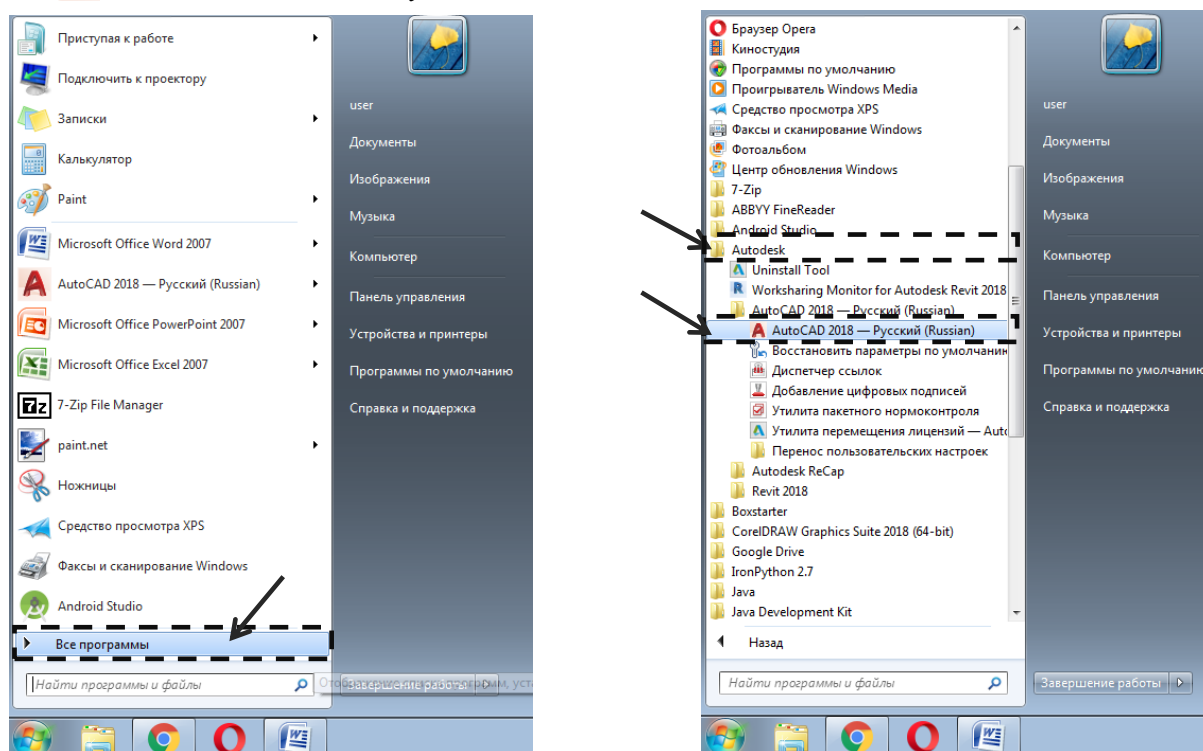 Приступая к работе
Подключить к проектору
Записки
Калькулятор
Paint
Microsoft Office Word 2007
AutoCAD 2018 — Русский (Russian)
Microsoft Office PowerPoint 2007
Microsoft Office Excel 2007
7-Zip File Manager
paint.net
Ножницы
Средство просмотра XPS
Факсы и сканирование Windows
Android Studio
Все программы
Найти программы и файлы
user
Документы
Изображения
Музыка
Компьютер
Панель управления
Устройства и принтеры
Программы по умолчанию
Справка и поддержка
Завершение работы
Браузер Opera
Киностудия
Программы по умолчанию
Проигрыватель Windows Media
Средство просмотра XPS
Факсы и сканирование Windows
Фотоальбом
Центр обновления Windows
7-Zip
ABBYY FineReader
Android Studio
Autodesk
Uninstall Tool
Worksharing Monitor for Autodesk Revit 2018
AutoCAD 2018 — Русский (Russian)
AutoCAD 2018 — Русский (Russian)
Восстановить параметры по умолчанию
Диспетчер ссылок
Добавление цифровых подписей
Утилита пакетного нормоконтроля
Утилита перемещения лицензий — Auto
Перенос пользовательских настроек
Autodesk ReCap
Revit 2018
Boxstarter
CorelDRAW Graphics Suite 2018 (64-bit)
Google Drive
IronPython 2.7
Java
Java Development Kit
Назад
Найти программы и файлы
user
Документы
Изображения
Музыка
Компьютер
Панель управления
Устройства и принтеры
Программы по умолчанию
Справка и поддержка
Завершение работы